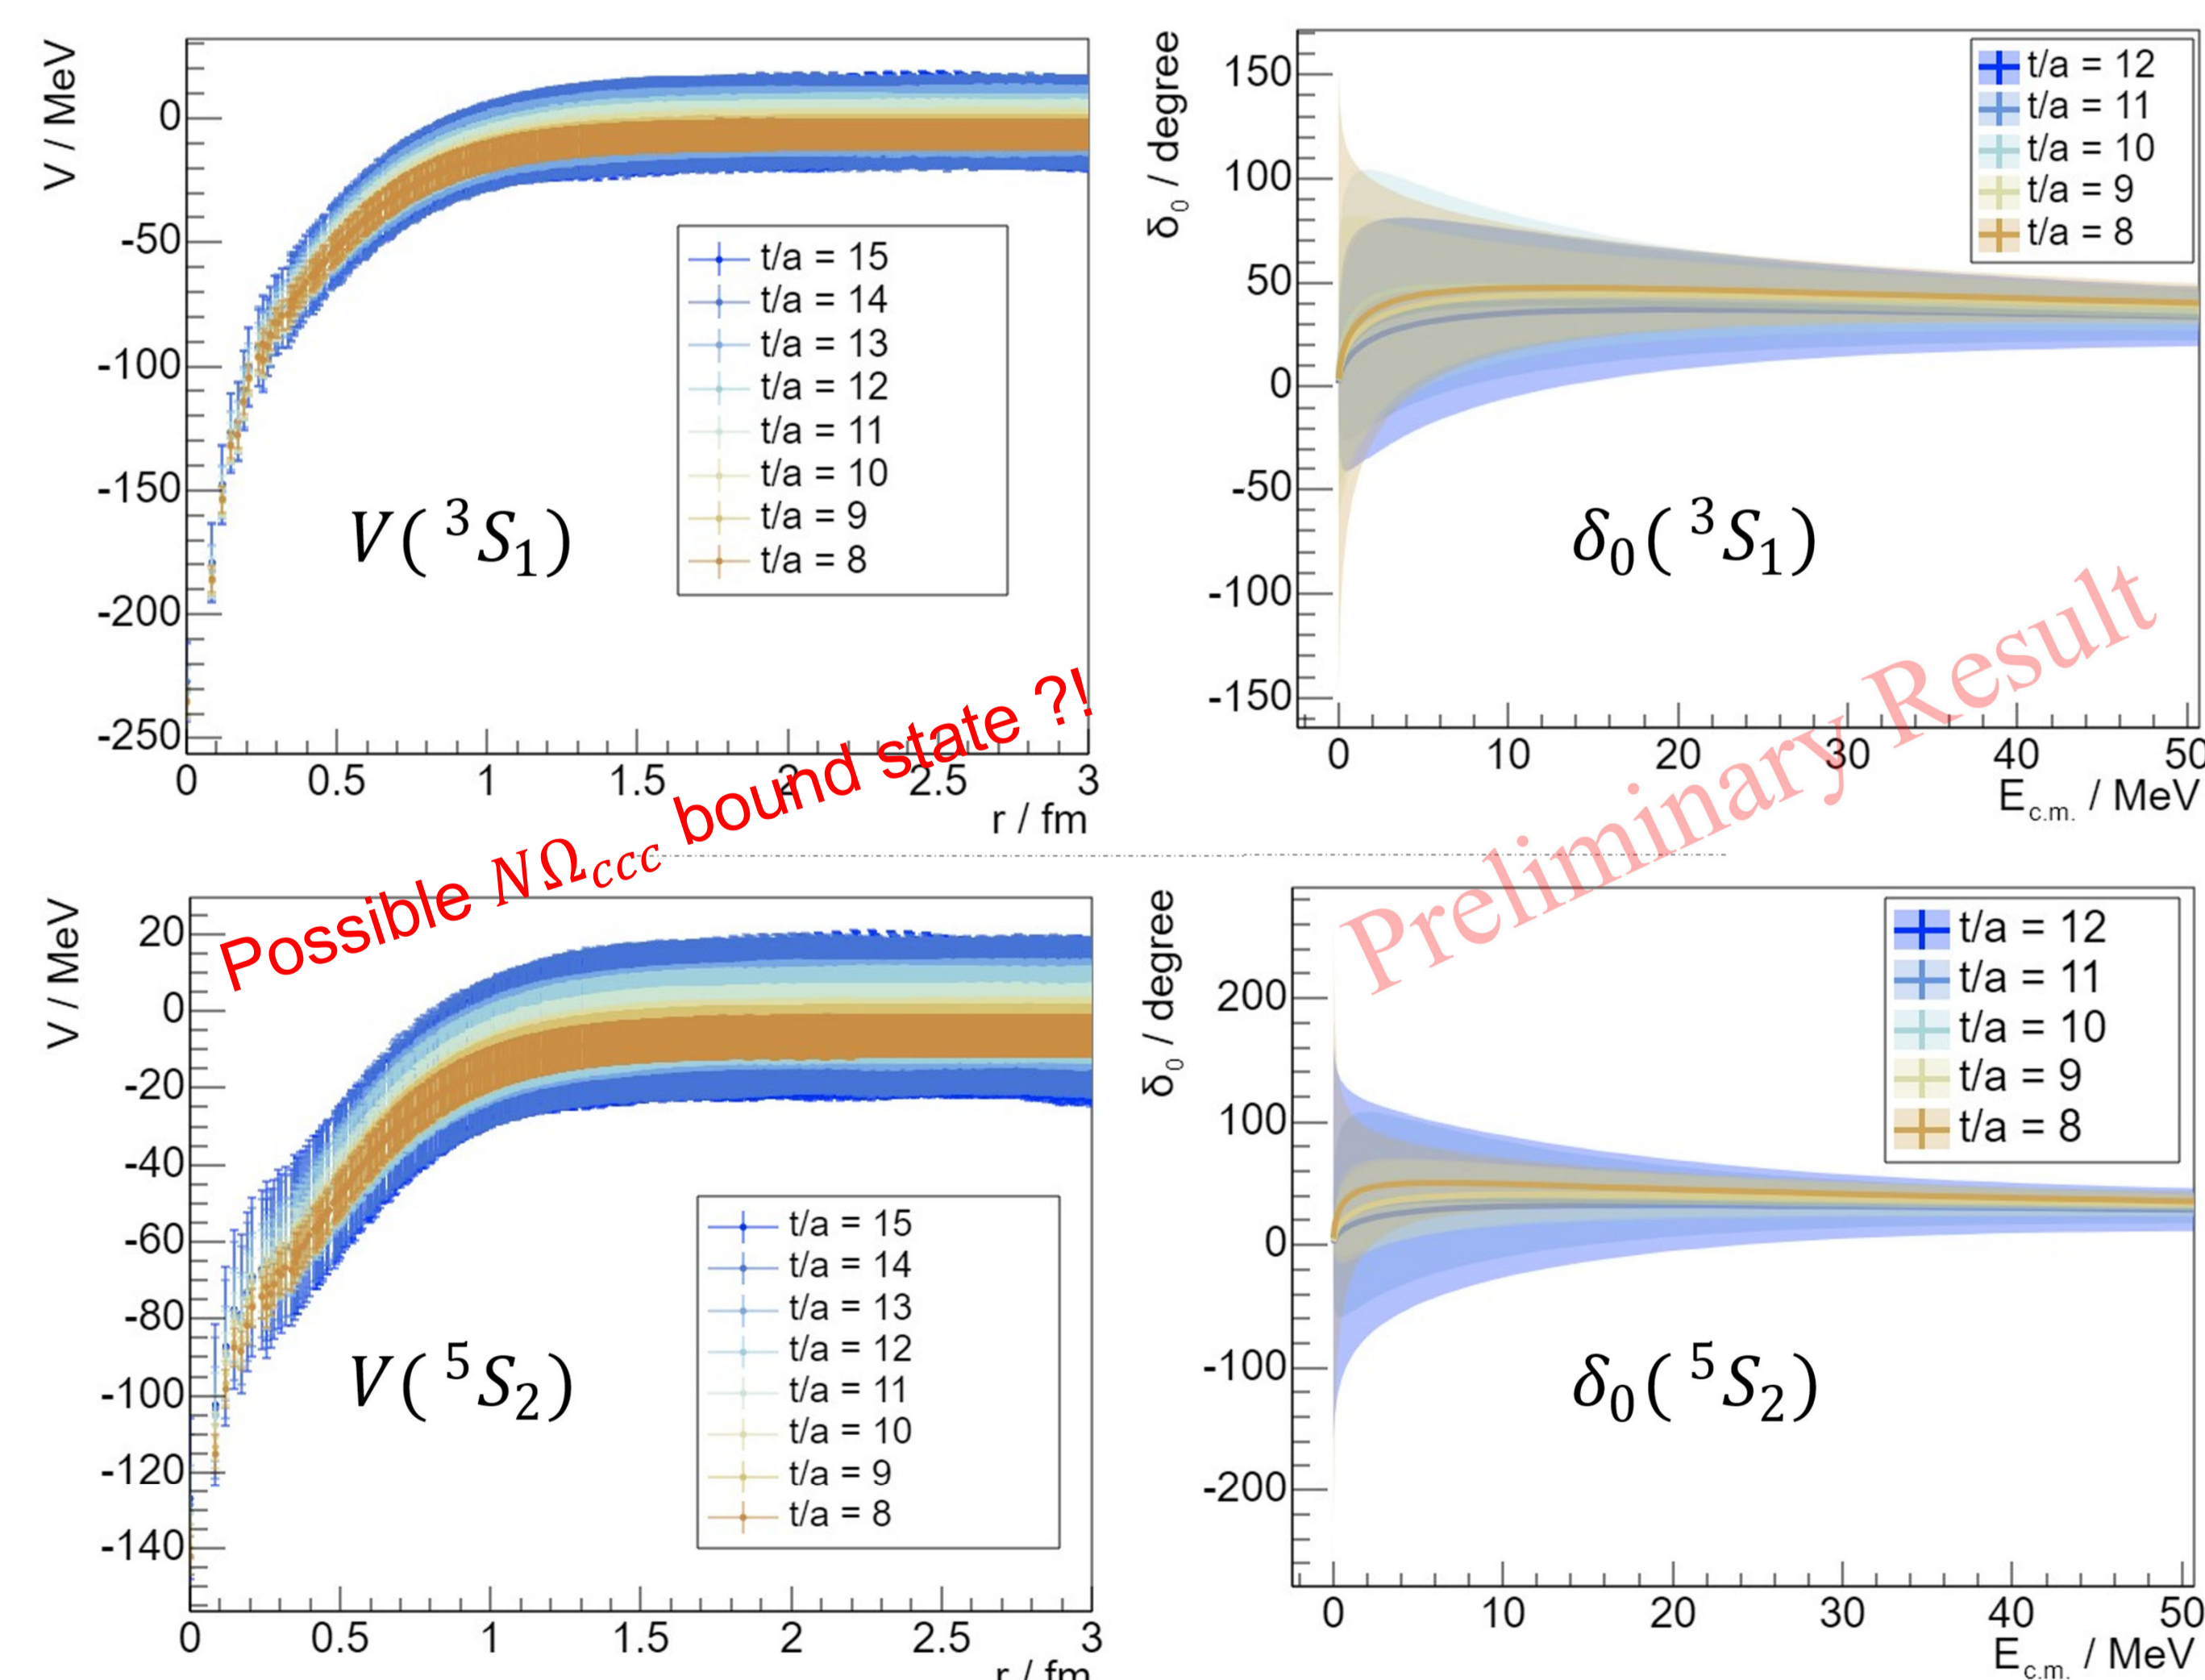 V / MeV
0
-50
-100
-150
-200
-250
0 0.5 1 1.5 2 2.5 3
r / fm
t/a = 15
t/a = 14
t/a = 13
t/a = 12
t/a = 11
t/a = 10
t/a = 9
t/a = 8
V( ³S₁)
δ₀ / degree
150
100
50
0
-50
-100
-150
0 10 20 30 40 50
E c.m. / MeV
t/a = 12
t/a = 11
t/a = 10
t/a = 9
t/a = 8
δ₀( ³S₁)
Possible NΩccc bound state ?!
Preliminary Result
V / MeV
20
0
-20
-40
-60
-80
-100
-120
-140
0 0.5 1 1.5 2 2.5 3
r / fm
t/a = 15
t/a = 14
t/a = 13
t/a = 12
t/a = 11
t/a = 10
t/a = 9
t/a = 8
V( ⁵S₂)
δ₀ / degree
200
100
0
-100
-200
0 10 20 30 40 50
E c.m. / MeV
t/a = 12
t/a = 11
t/a = 10
t/a = 9
t/a = 8
δ₀( ⁵S₂)